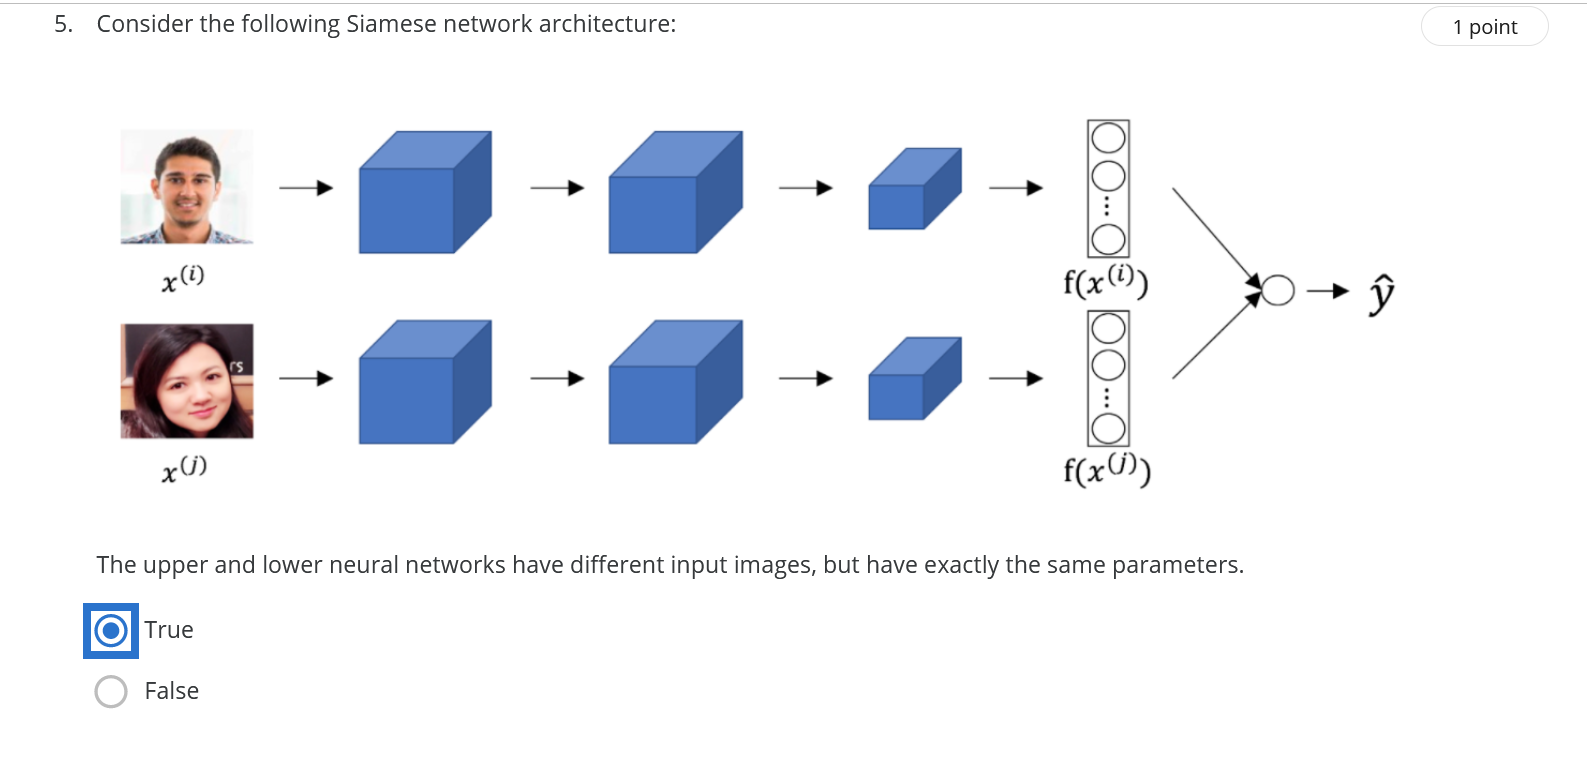 5. Consider the following Siamese network architecture:
1 point
rs
x^(i)
f(x^(i))
ŷ
x^(j)
f(x^(j))
The upper and lower neural networks have different input images, but have exactly the same parameters.
True
False